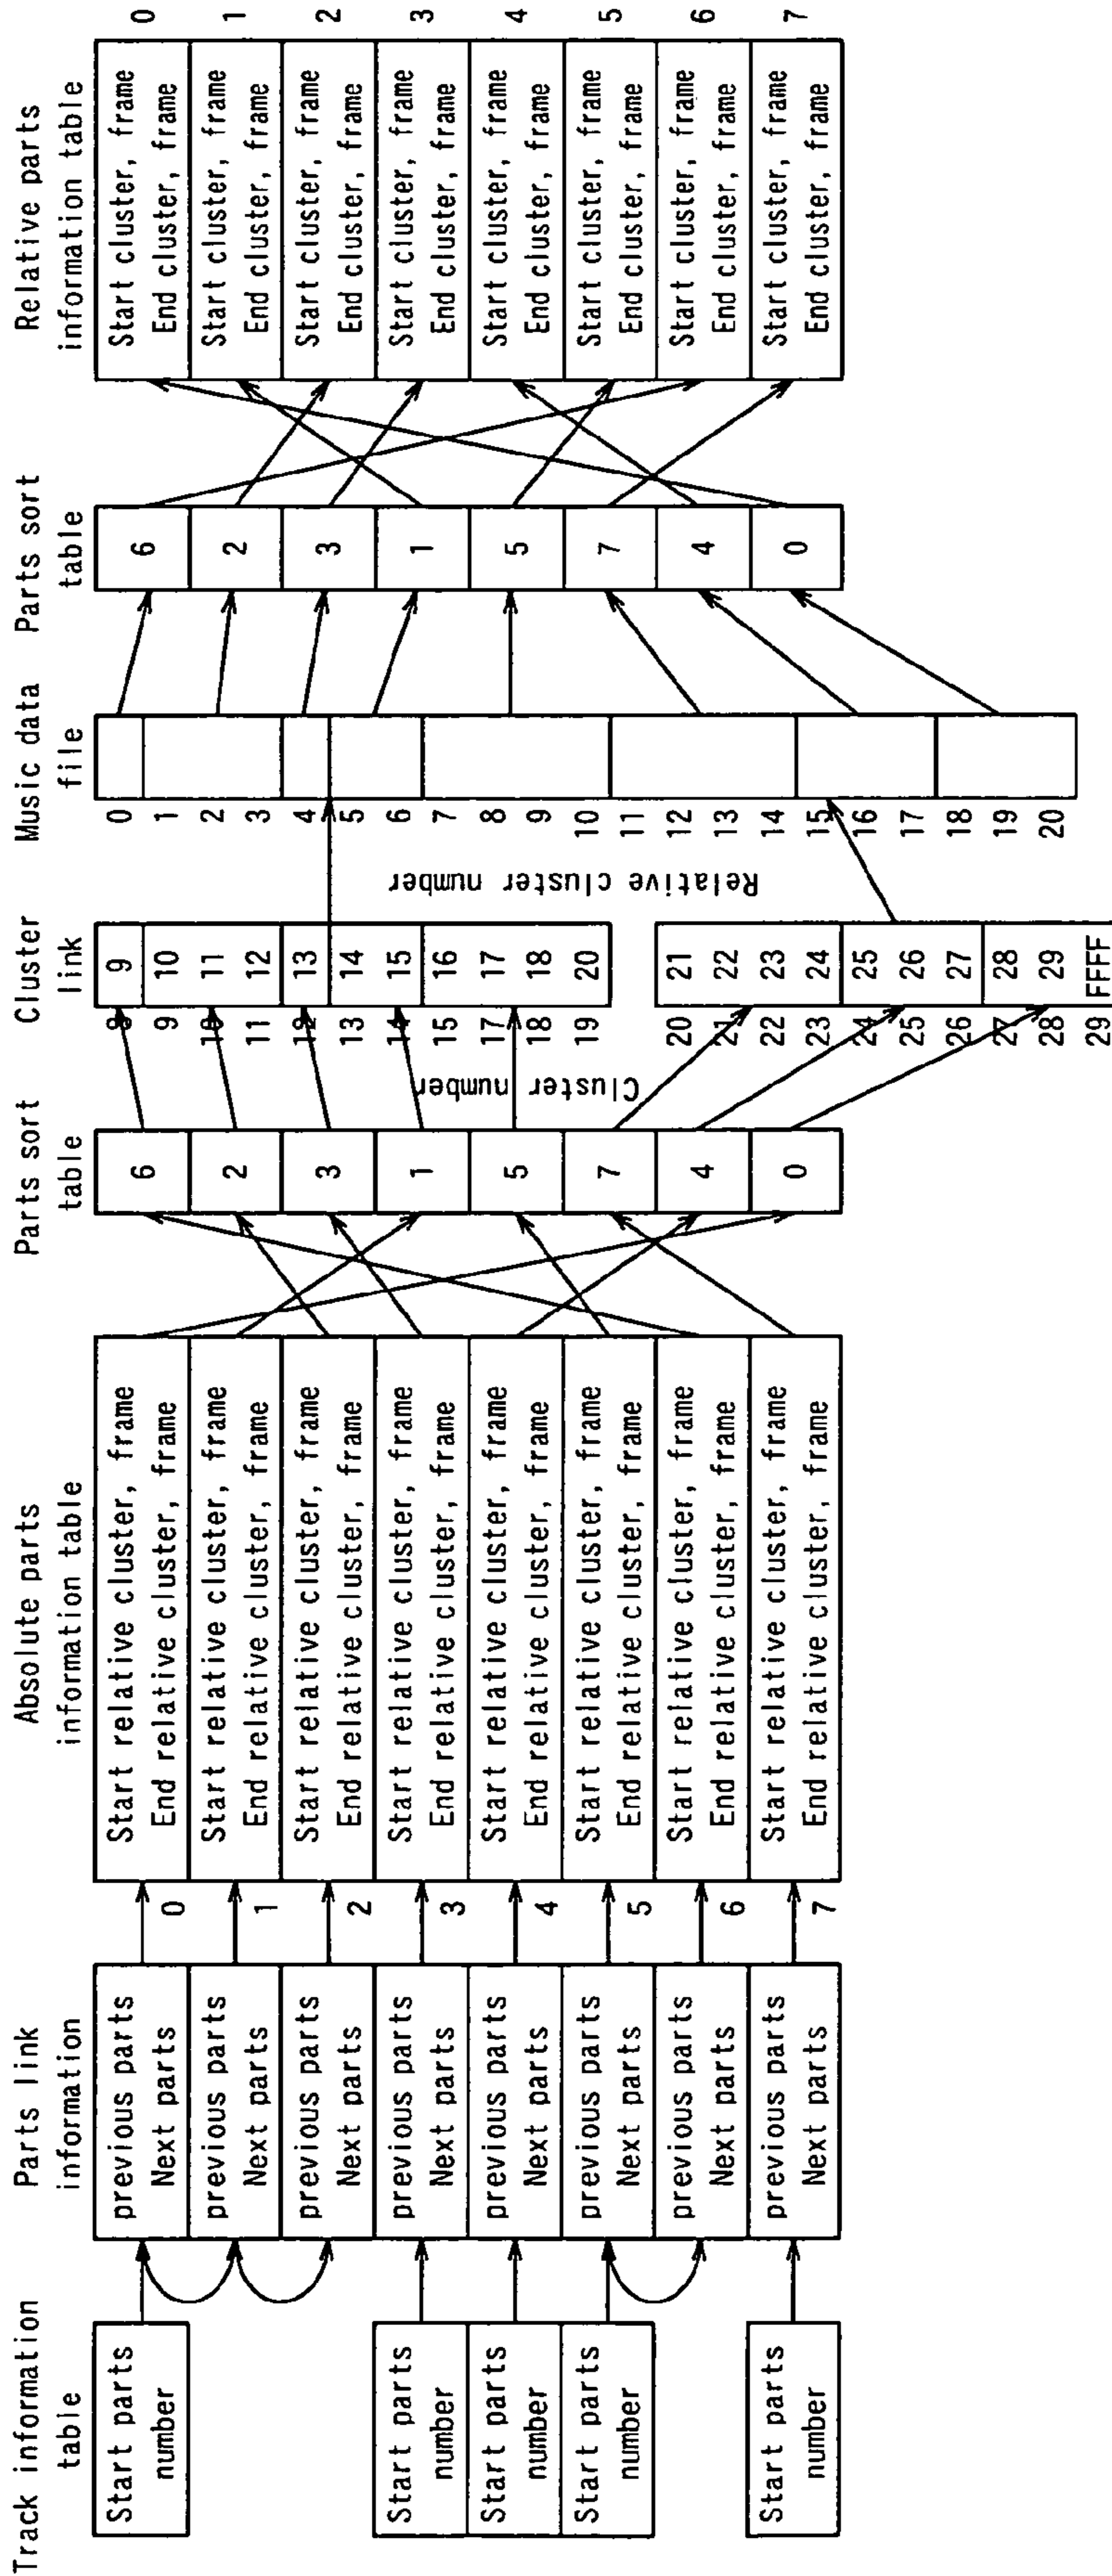 Track information
table
Start parts
number
Start parts
number
Start parts
number
Start parts
number
Start parts
number
Parts link
information
previous parts
Next parts
previous parts
Next parts
previous parts
Next parts
previous parts
Next parts
previous parts
Next parts
previous parts
Next parts
previous parts
Next parts
previous parts
Next parts
0
1
2
3
4
5
6
7
Absolute parts
information table
Start relative cluster, frame
End relative cluster, frame
Start relative cluster, frame
End relative cluster, frame
Start relative cluster, frame
End relative cluster, frame
Start relative cluster, frame
End relative cluster, frame
Start relative cluster, frame
End relative cluster, frame
Start relative cluster, frame
End relative cluster, frame
Start relative cluster, frame
End relative cluster, frame
Start relative cluster, frame
End relative cluster, frame
Parts sort
table
6
2
3
1
5
7
4
0
Cluster number
8
9
10
11
12
13
14
15
17
18
19
20
21
22
23
24
25
26
27
28
29
Cluster
link
9
10
11
12
13
14
15
16
17
18
20
21
22
23
24
25
26
27
28
29
FFFF
Relative cluster number
0
1
2
3
4
5
6
7
8
9
10
11
12
13
14
15
16
17
18
19
20
Music data
file
Parts sort
table
6
2
3
1
5
7
4
0
Relative parts
information table
Start cluster, frame
End cluster, frame
Start cluster, frame
End cluster, frame
Start cluster, frame
End cluster, frame
Start cluster, frame
End cluster, frame
Start cluster, frame
End cluster, frame
Start cluster, frame
End cluster, frame
Start cluster, frame
End cluster, frame
Start cluster, frame
End cluster, frame
0
1
2
3
4
5
6
7